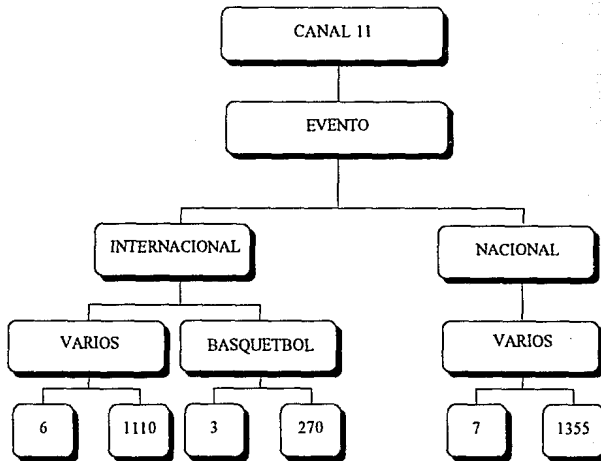 CANAL 11
EVENTO
INTERNACIONAL
NACIONAL
VARIOS
BASQUETBOL
VARIOS
6
1110
3
270
7
1355